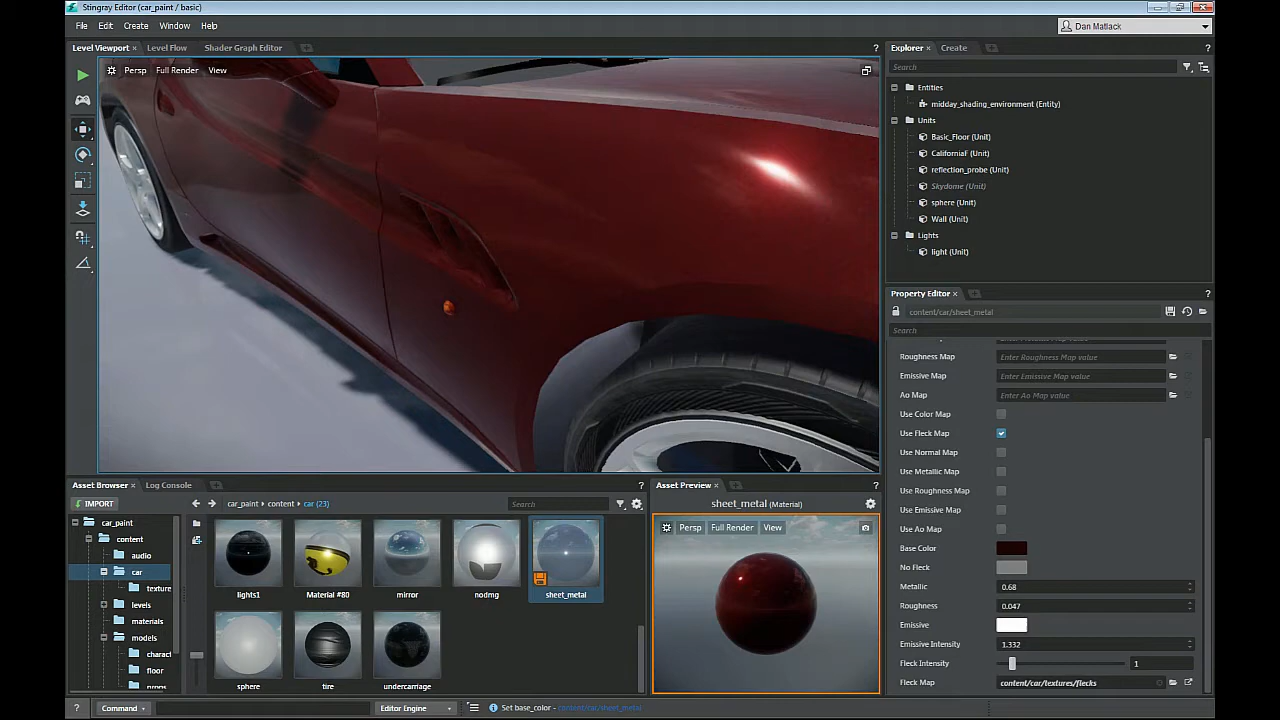 Stingray Editor (car_paint / basic)
File Edit Create Window Help
Dan Matlack
Level Viewport Level Flow Shader Graph Editor
?
Persp Full Render View
Explorer Create
?
Search
Entities
midday_shading_environment (Entity)
Units
Basic_Floor (Unit)
CaliforniaF (Unit)
reflection_probe (Unit)
Skydome (Unit)
sphere (Unit)
Wall (Unit)
Lights
light (Unit)
Property Editor
?
content/car/sheet_metal
Search
Roughness Map Enter Roughness Map value
Emissive Map Enter Emissive Map value
Ao Map Enter Ao Map value
Use Color Map
Use Fleck Map
Use Normal Map
Use Metallic Map
Use Roughness Map
Use Emissive Map
Use Ao Map
Base Color
No Fleck
Metallic 0.68
Roughness 0.047
Emissive
Emissive Intensity 1.332
Fleck Intensity 1
Fleck Map content/car/textures/flecks
Asset Browser Log Console
?
IMPORT
car_paint content car (23)
Search
car_paint
content
audio
car
texture
levels
materials
models
charact
floor
lights1 Material #80 mirror nodmg sheet_metal
sphere tire undercarriage
Asset Preview
?
sheet_metal (Material)
Persp Full Render View
? Command
Editor Engine
Set base_color - content/car/sheet_metal